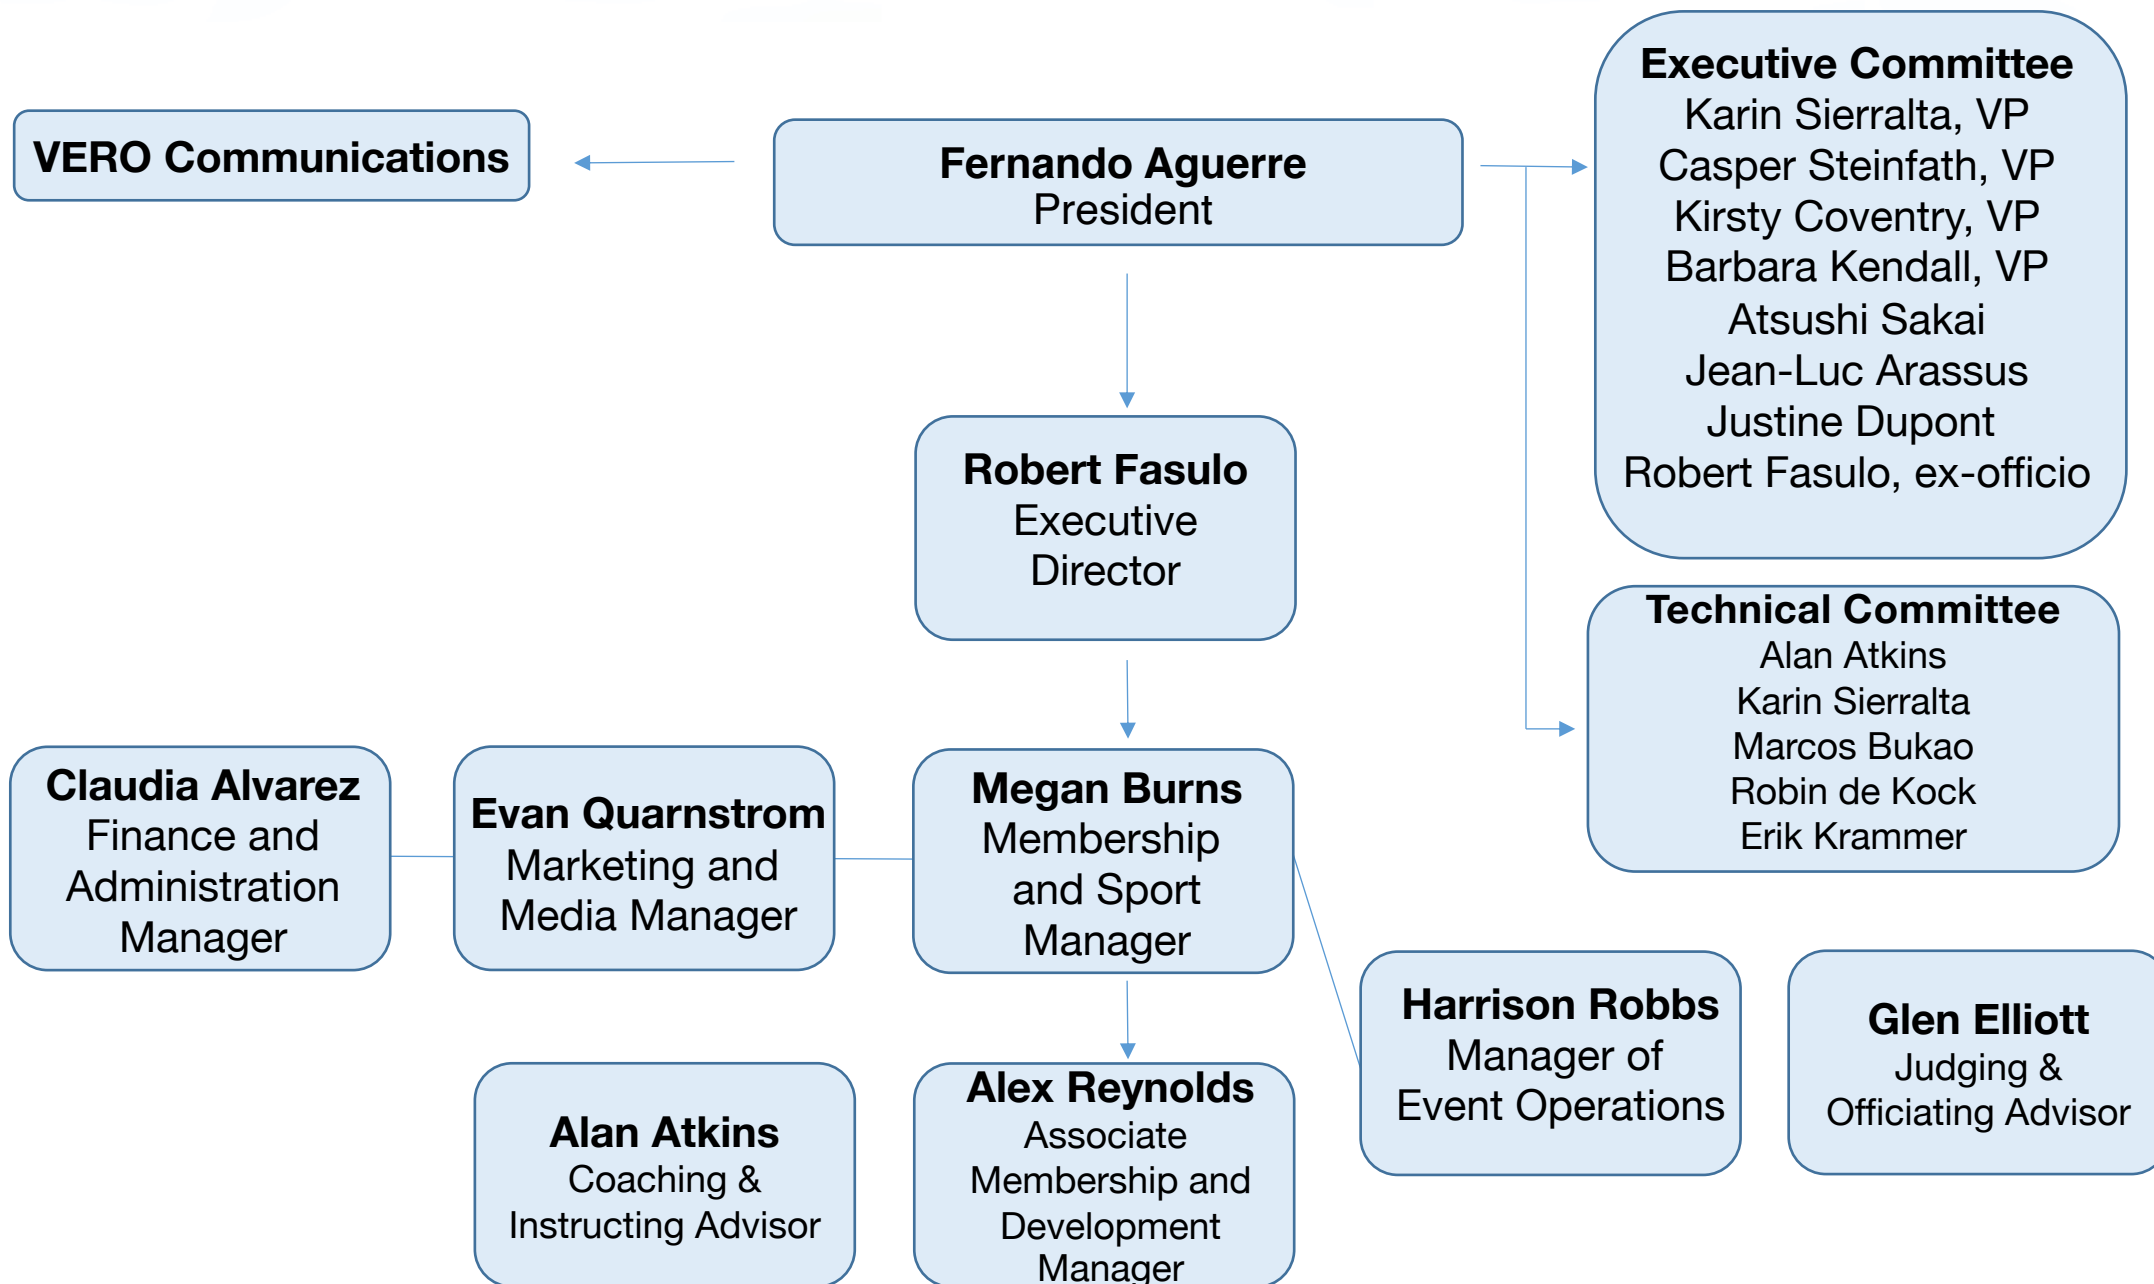 VERO Communications
Fernando Aguerre
President
Executive Committee
Karin Sierralta, VP
Casper Steinfath, VP
Kirsty Coventry, VP
Barbara Kendall, VP
Atsushi Sakai
Jean-Luc Arassus
Justine Dupont
Robert Fasulo, ex-officio
Robert Fasulo
Executive
Director
Technical Committee
Alan Atkins
Karin Sierralta
Marcos Bukao
Robin de Kock
Erik Krammer
Claudia Alvarez
Finance and
Administration
Manager
Evan Quarnstrom
Marketing and
Media Manager
Megan Burns
Membership
and Sport
Manager
Harrison Robbs
Manager of
Event Operations
Glen Elliott
Judging &
Officiating Advisor
Alan Atkins
Coaching &
Instructing Advisor
Alex Reynolds
Associate
Membership and
Development
Manager